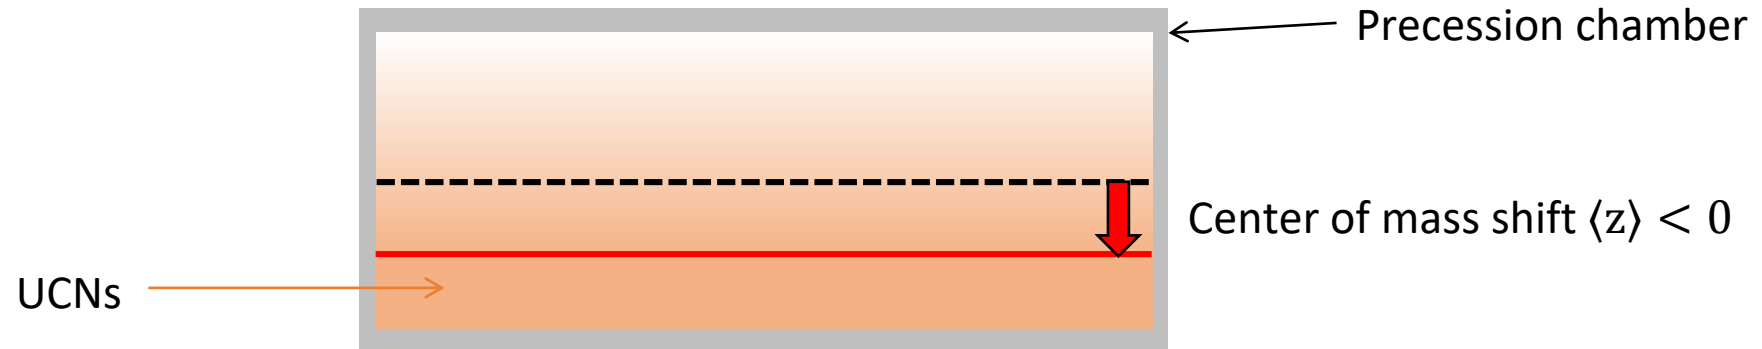 Precession chamber
Center of mass shift ⟨z⟩ < 0
UCNs